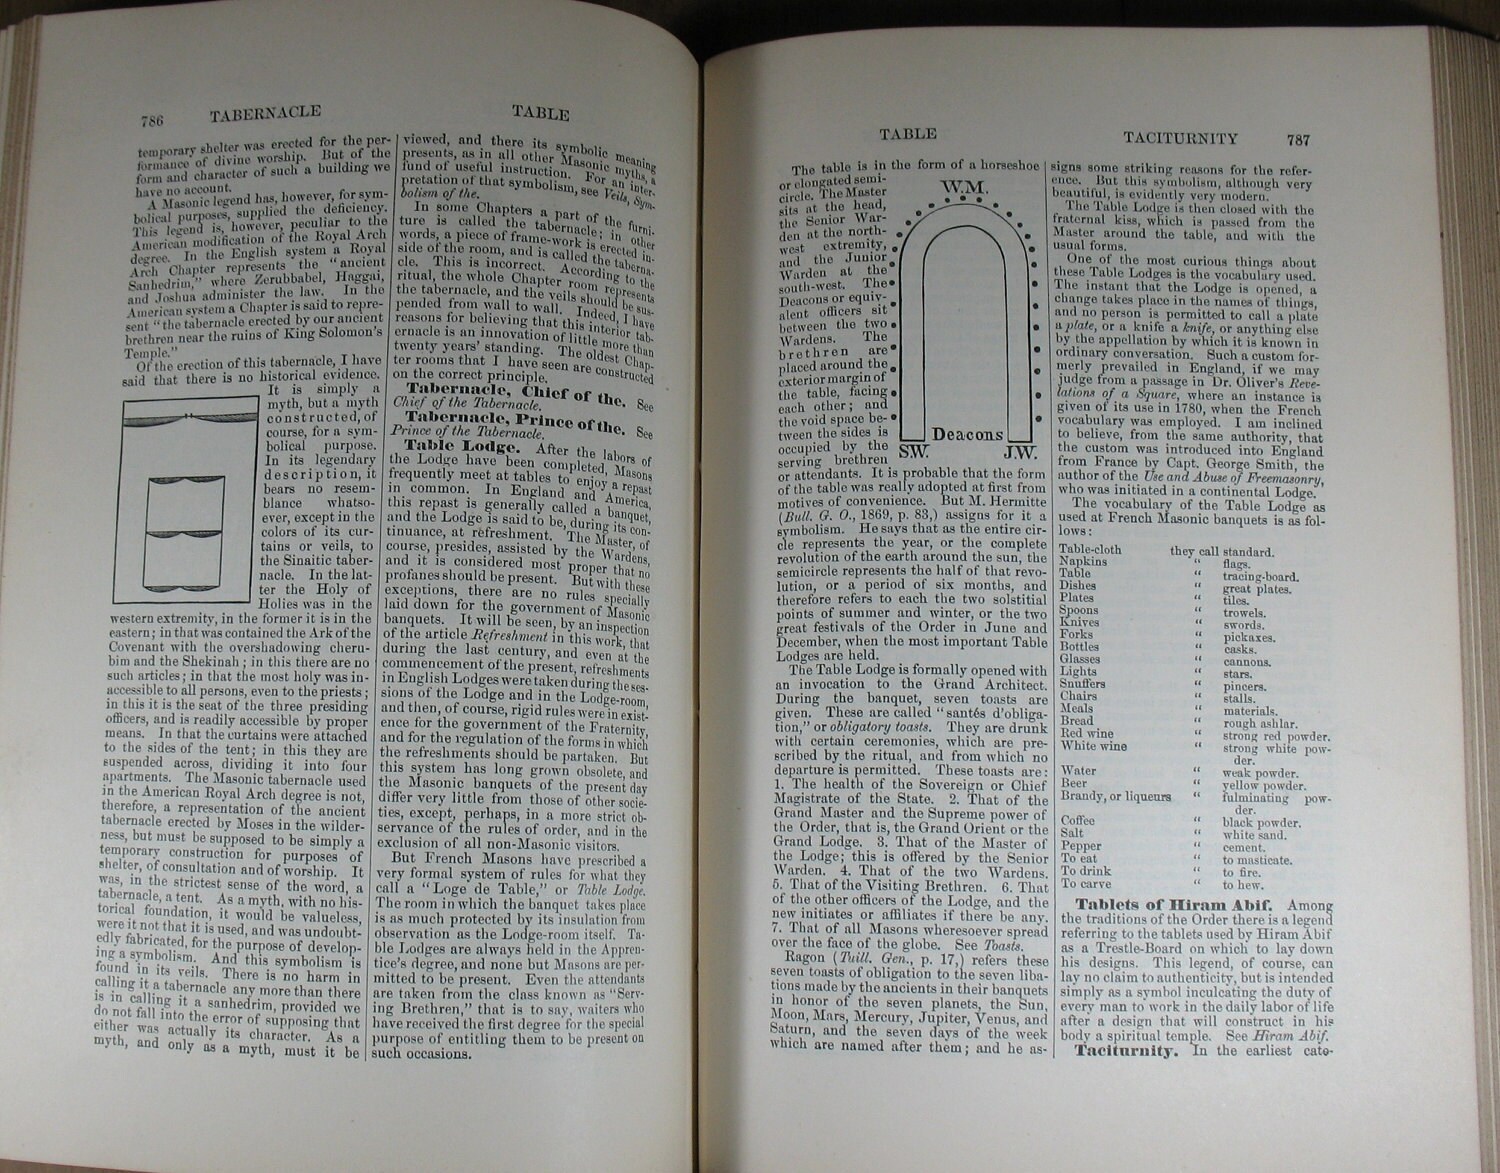 786 TABERNACLE TABLE
temporary shelter was erected for the per-
formance of divine worship. But of the
form and character of such a building we
have no account.
A Masonic legend has, however, for sym-
bolical purposes, supplied the deficiency.
This legend is, however, peculiar to the
American modification of the Royal Arch
degree. In the English system a Royal
Arch Chapter represents the "ancient
Sanhedrim," where Zerubbabel, Haggai,
and Joshua administer the law. In the
American system a Chapter is said to repre-
sent "the tabernacle erected by our ancient
brethren near the ruins of King Solomon's
Temple."
Of the erection of this tabernacle, I have
said that there is no historical evidence.
It is simply a
myth, but a myth
constructed, of
course, for a sym-
bolical purpose.
In its legendary
description, it
bears no resem-
blance whatso-
ever, except in the
colors of its cur-
tains or veils, to
the Sinaitic taber-
nacle. In the lat-
ter the Holy of
Holies was in the
western extremity, in the former it is in the
eastern; in that was contained the Ark of the
Covenant with the overshadowing cheru-
bim and the Shekinah; in this there are no
such articles; in that the most holy was in-
accessible to all persons, even to the priests;
in this it is the seat of the three presiding
officers, and is readily accessible by proper
means. In that the curtains were attached
to the sides of the tent; in this they are
suspended across, dividing it into four
apartments. The Masonic tabernacle used
in the American Royal Arch degree is not,
therefore, a representation of the ancient
tabernacle erected by Moses in the wilder-
ness, but must be supposed to be simply a
temporary construction for purposes of
shelter, of consultation and of worship. It
was, in the strictest sense of the word, a
tabernacle, a tent. As a myth, with no his-
torical foundation, it would be valueless,
were it not that it is used, and was undoubt-
edly fabricated, for the purpose of develop-
ing a symbolism. And this symbolism is
found in its veils. There is no harm in
calling it a tabernacle any more than there
is in calling it a sanhedrim, provided we
do not fall into the error of supposing that
either was actually its character. As a
myth, and only as a myth, must it be
viewed, and there its symbolic meaning
presents, as in all other Masonic myths, a
fund of useful instruction. For an inter-
pretation of that symbolism, see Veils, Sym-
bolism of the.
In some Chapters a part of the furni-
ture is called the tabernacle; in other
words, a piece of frame-work is erected in-
side of the room, and is called the taberna-
cle. This is incorrect. According to the
ritual, the whole Chapter room represents
the tabernacle, and the veils should be sus-
pended from wall to wall. Indeed, I have
reasons for believing that this interior tab-
ernacle is an innovation of little more than
twenty years' standing. The oldest Chap-
ter rooms that I have seen are constructed
on the correct principle.
Tabernacle, Chief of the. See
Chief of the Tabernacle.
Tabernacle, Prince of the. See
Prince of the Tabernacle.
Table Lodge. After the labors of
the Lodge have been completed, Masons
frequently meet at tables to enjoy a repast
in common. In England and America,
this repast is generally called a banquet,
and the Lodge is said to be, during its con-
tinuance, at refreshment. The Master, of
course, presides, assisted by the Wardens,
and it is considered most proper that no
profanes should be present. But with these
exceptions, there are no rules specially
laid down for the government of Masonic
banquets. It will be seen, by an inspection
of the article Refreshment in this work, that
during the last century, and even at the
commencement of the present, refreshments
in English Lodges were taken during the ses-
sions of the Lodge and in the Lodge-room,
and then, of course, rigid rules were in exist-
ence for the government of the Fraternity,
and for the regulation of the forms in which
the refreshments should be partaken. But
this system has long grown obsolete, and
the Masonic banquets of the present day
differ very little from those of other socie-
ties, except, perhaps, in a more strict ob-
servance of the rules of order, and in the
exclusion of all non-Masonic visitors.
But French Masons have prescribed a
very formal system of rules for what they
call a "Loge de Table," or Table Lodge.
The room in which the banquet takes place
is as much protected by its insulation from
observation as the Lodge-room itself. Ta-
ble Lodges are always held in the Appren-
tice's degree, and none but Masons are per-
mitted to be present. Even the attendants
are taken from the class known as "Serv-
ing Brethren," that is to say, waiters who
have received the first degree for the special
purpose of entitling them to be present on
such occasions.
TABLE TACITURNITY 787
The table is in the form of a horseshoe
or elongated semi-
circle. The Master
sits at the head,
the Senior War-
den at the north-
west extremity,
and the Junior
Warden at the
south-west. The
Deacons or equiv-
alent officers sit
between the two
Wardens. The
brethren are
placed around the
exterior margin of
the table, facing
each other; and
the void space be-
tween the sides is
occupied by the
serving brethren
W.M.
Deacons
S.W. J.W.
or attendants. It is probable that the form
of the table was really adopted at first from
motives of convenience. But M. Hermitte
(Bull. G. O., 1869, p. 83,) assigns for it a
symbolism. He says that as the entire cir-
cle represents the year, or the complete
revolution of the earth around the sun, the
semicircle represents the half of that revo-
lution, or a period of six months, and
therefore refers to each the two solstitial
points of summer and winter, or the two
great festivals of the Order in June and
December, when the most important Table
Lodges are held.
The Table Lodge is formally opened with
an invocation to the Grand Architect.
During the banquet, seven toasts are
given. These are called "santés d'obliga-
tion," or obligatory toasts. They are drunk
with certain ceremonies, which are pre-
scribed by the ritual, and from which no
departure is permitted. These toasts are:
1. The health of the Sovereign or Chief
Magistrate of the State. 2. That of the
Grand Master and the Supreme power of
the Order, that is, the Grand Orient or the
Grand Lodge. 3. That of the Master of
the Lodge; this is offered by the Senior
Warden. 4. That of the two Wardens.
5. That of the Visiting Brethren. 6. That
of the other officers of the Lodge, and the
new initiates or affiliates if there be any.
7. That of all Masons wheresoever spread
over the face of the globe. See Toasts.
Ragon (Tuill. Gen., p. 17,) refers these
seven toasts of obligation to the seven liba-
tions made by the ancients in their banquets
in honor of the seven planets, the Sun,
Moon, Mars, Mercury, Jupiter, Venus, and
Saturn, and the seven days of the week
which are named after them; and he as-
signs some striking reasons for the refer-
ence. But this symbolism, although very
beautiful, is evidently very modern.
The Table Lodge is then closed with the
fraternal kiss, which is passed from the
Master around the table, and with the
usual forms.
One of the most curious things about
these Table Lodges is the vocabulary used.
The instant that the Lodge is opened, a
change takes place in the names of things,
and no person is permitted to call a plate
a plate, or a knife a knife, or anything else
by the appellation by which it is known in
ordinary conversation. Such a custom for-
merly prevailed in England, if we may
judge from a passage in Dr. Oliver's Reve-
lations of a Square, where an instance is
given of its use in 1780, when the French
vocabulary was employed. I am inclined
to believe, from the same authority, that
the custom was introduced into England
from France by Capt. George Smith, the
author of the Use and Abuse of Freemasonry,
who was initiated in a continental Lodge.
The vocabulary of the Table Lodge as
used at French Masonic banquets is as fol-
lows:
Table-cloth they call standard.
Napkins " flags.
Table " tracing-board.
Dishes " great plates.
Plates " tiles.
Spoons " trowels.
Knives " swords.
Forks " pickaxes.
Bottles " casks.
Glasses " cannons.
Lights " stars.
Snuffers " pincers.
Chairs " stalls.
Meals " materials.
Bread " rough ashlar.
Red wine " strong red powder.
White wine " strong white pow-
der.
Water " weak powder.
Beer " yellow powder.
Brandy, or liqueurs " fulminating pow-
der.
Coffee " black powder.
Salt " white sand.
Pepper " cement.
To eat " to masticate.
To drink " to fire.
To carve " to hew.
Tablets of Hiram Abif. Among
the traditions of the Order there is a legend
referring to the tablets used by Hiram Abif
as a Trestle-Board on which to lay down
his designs. This legend, of course, can
lay no claim to authenticity, but is intended
simply as a symbol inculcating the duty of
every man to work in the daily labor of life
after a design that will construct in his
body a spiritual temple. See Hiram Abif.
Taciturnity. In the earliest cate-